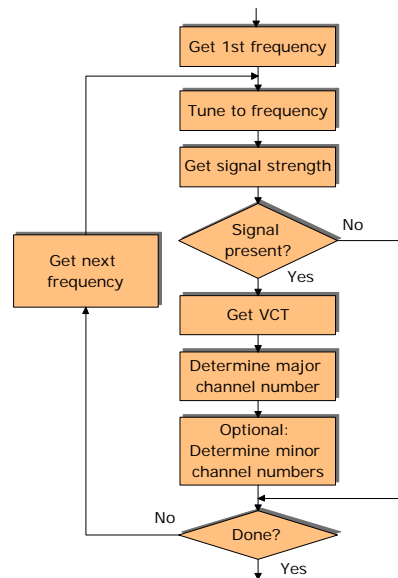 Get 1st frequency
Tune to frequency
Get signal strength
Signal
present?
No
Yes
Get next
frequency
Get VCT
Determine major
channel number
Optional:
Determine minor
channel numbers
No
Done?
Yes